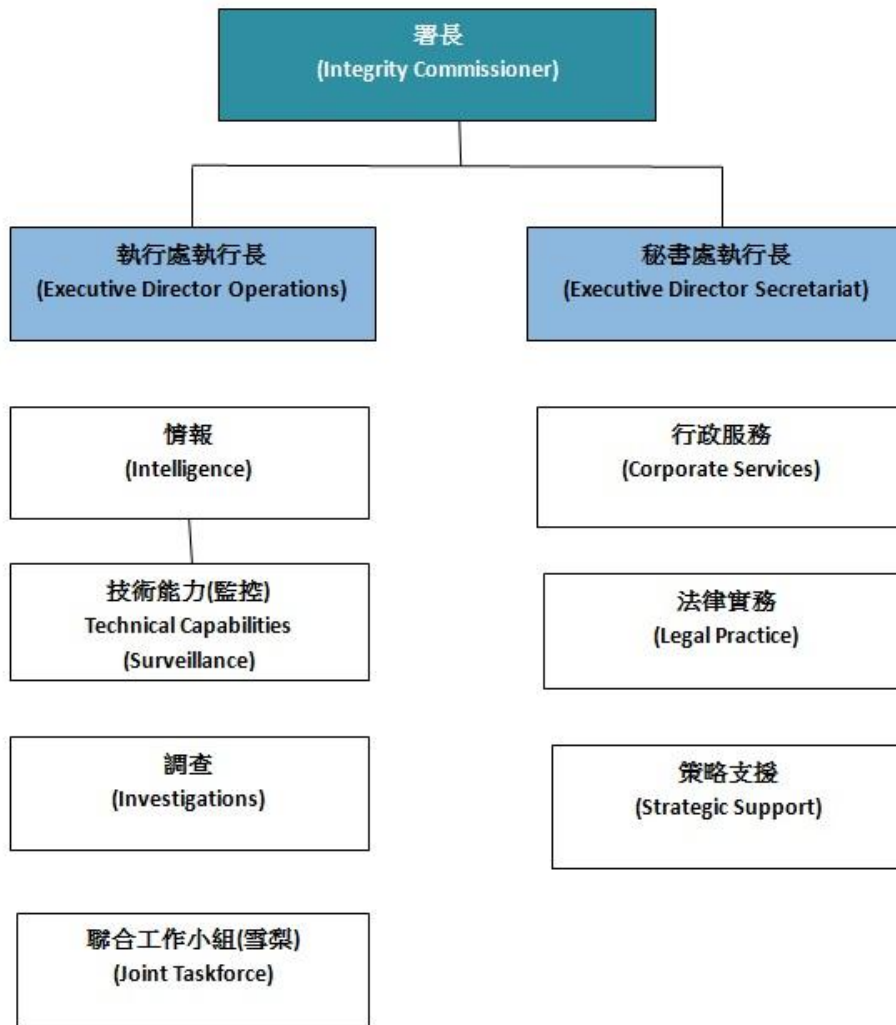 署長
(Integrity Commissioner)
執行處執行長
(Executive Director Operations)
秘書處執行長
(Executive Director Secretariat)
情報
(Intelligence)
行政服務
(Corporate Services)
技術能力(監控)
Technical Capabilities
(Surveillance)
法律實務
(Legal Practice)
調查
(Investigations)
策略支援
(Strategic Support)
聯合工作小組(雪梨)
(Joint Taskforce)